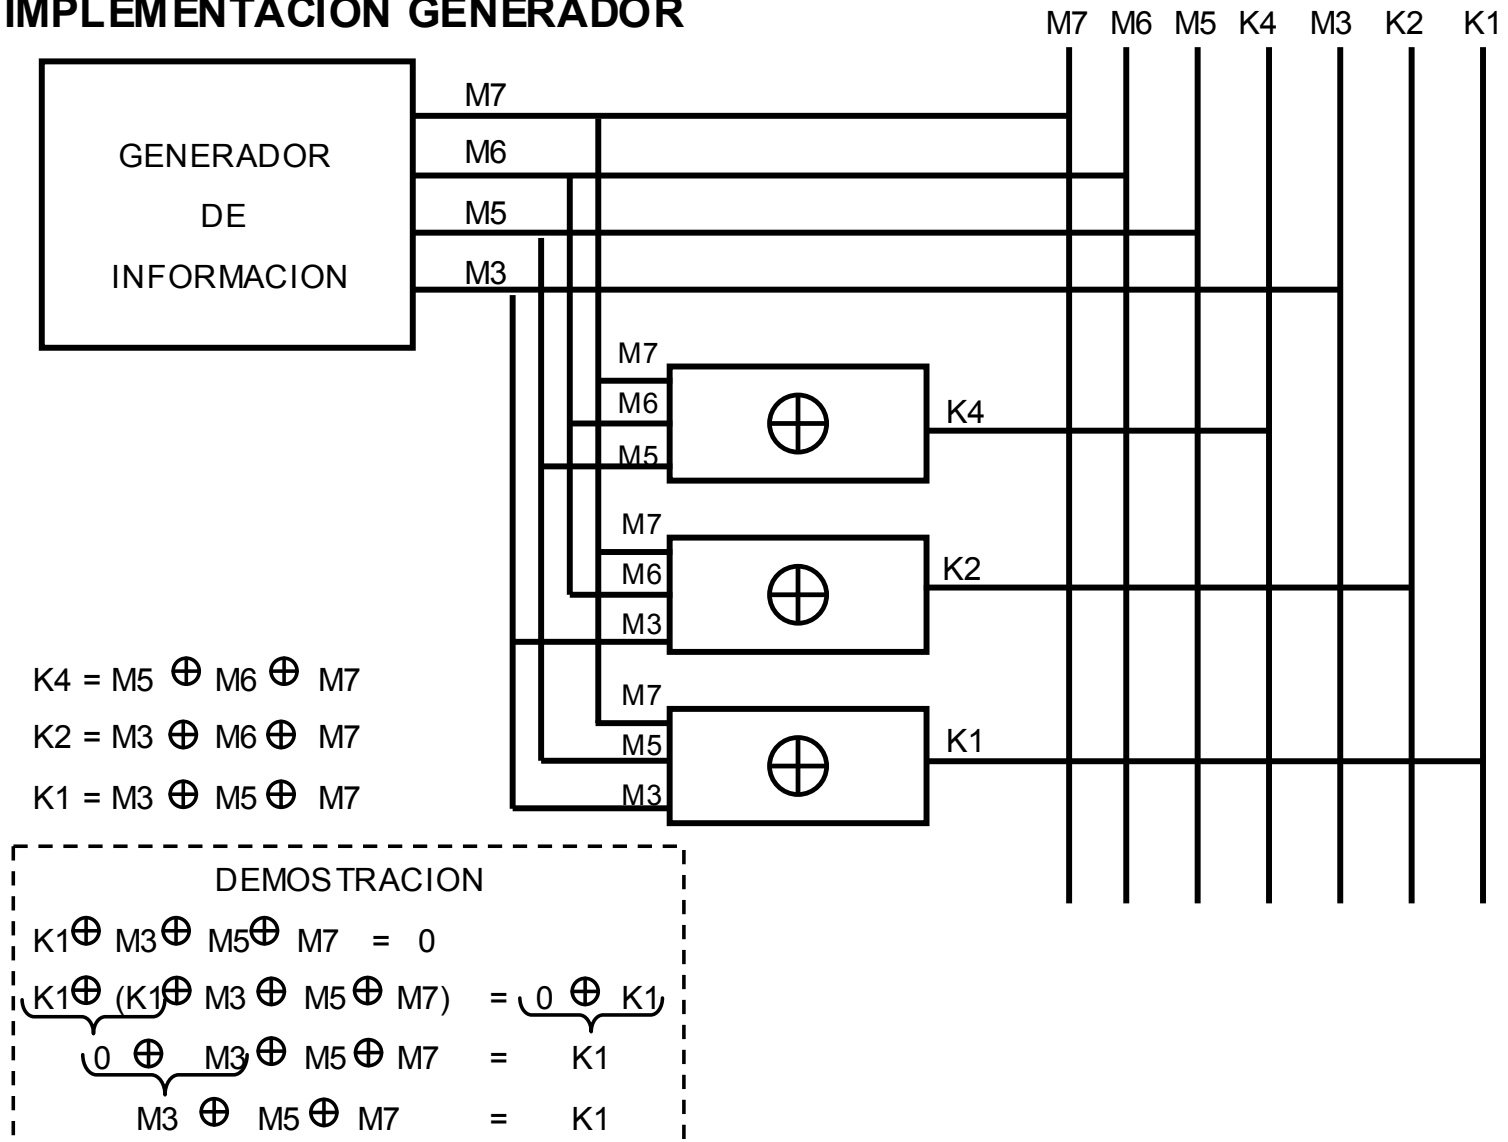 IMPLEMENTACION GENERADOR
M7 M6 M5 K4 M3 K2 K1
GENERADOR
DE
INFORMACION
M7
M6
M5
M3
M7
M6
M5
K4
M7
M6
M3
K2
M7
M5
M3
K1
K4 = M5 ⊕ M6 ⊕ M7
K2 = M3 ⊕ M6 ⊕ M7
K1 = M3 ⊕ M5 ⊕ M7
DEMOSTRACION
K1 ⊕ M3 ⊕ M5 ⊕ M7 = 0
K1 ⊕ (K1 ⊕ M3 ⊕ M5 ⊕ M7) = 0 ⊕ K1
0 ⊕ M3 ⊕ M5 ⊕ M7 = K1
M3 ⊕ M5 ⊕ M7 = K1